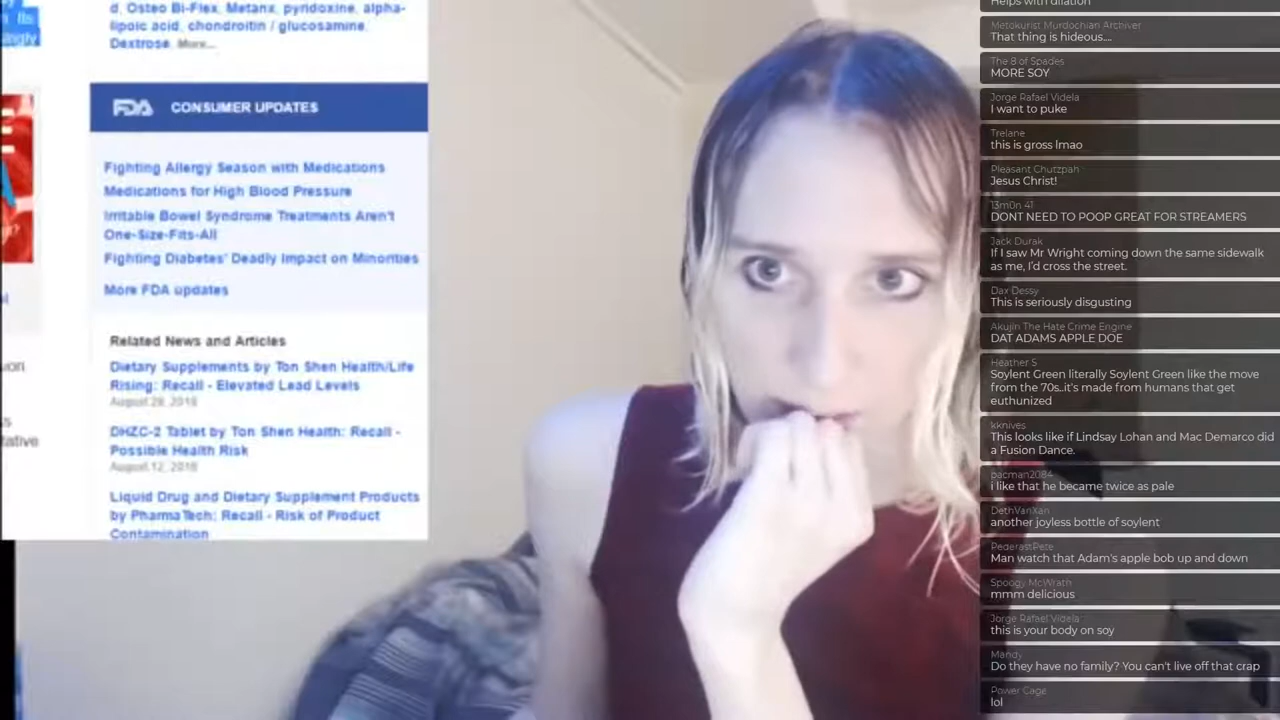 d, Osteo Bi-Flex, Metanx, pyridoxine, alpha-
lipoic acid, chondroitin / glucosamine,
Dextrose. More...
FDA CONSUMER UPDATES
Fighting Allergy Season with Medications
Medications for High Blood Pressure
Irritable Bowel Syndrome Treatments Aren't
One-Size-Fits-All
Fighting Diabetes' Deadly Impact on Minorities
More FDA updates
Related News and Articles
Dietary Supplements by Ton Shen Health/Life
Rising: Recall - Elevated Lead Levels
August 29, 2016
DHZC-2 Tablet by Ton Shen Health: Recall -
Possible Health Risk
August 12, 2016
Liquid Drug and Dietary Supplement Products
by PharmaTech: Recall - Risk of Product
Contamination
Helps with dilation
Metokurist Murdochian Archiver
That thing is hideous....
The 8 of Spades
MORE SOY
Jorge Rafael Videla
I want to puke
Trelane
this is gross lmao
Pleasant Chutzpah
Jesus Christ!
13m0n 41
DONT NEED TO POOP GREAT FOR STREAMERS
Jack Durak
If I saw Mr Wright coming down the same sidewalk
as me, I'd cross the street.
Dax Dessy
This is seriously disgusting
Akujin The Hate Crime Engine
DAT ADAMS APPLE DOE
Heather S
Soylent Green literally Soylent Green like the move
from the 70s..it's made from humans that get
euthunized
kknives
This looks like if Lindsay Lohan and Mac Demarco did
a Fusion Dance.
pacman2084
i like that he became twice as pale
DethVanXan
another joyless bottle of soylent
PederastPete
Man watch that Adam's apple bob up and down
Spoogy McWrath
mmm delicious
Jorge Rafael Videla
this is your body on soy
Mandy
Do they have no family? You can't live off that crap
Power Cage
lol